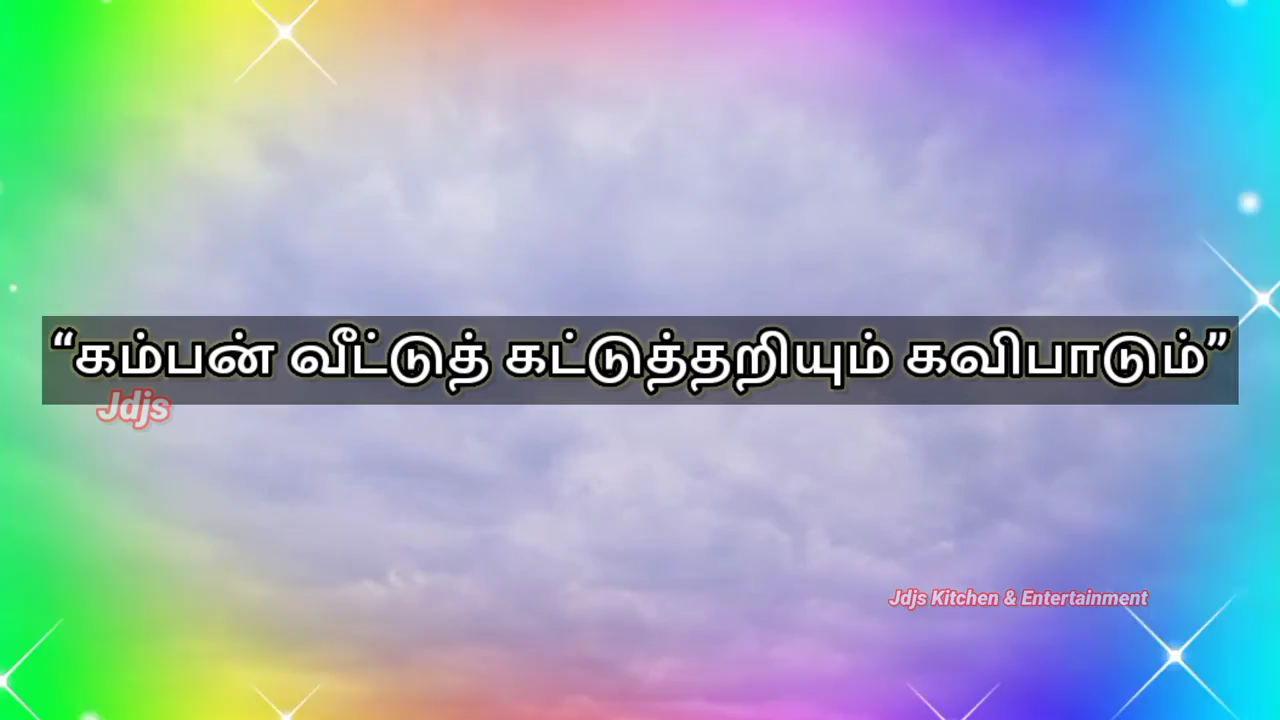 “கம்பன் வீட்டுத் கட்டுத்தறியும் கவிபாடும்”
Jdjs
Jdjs Kitchen & Entertainment